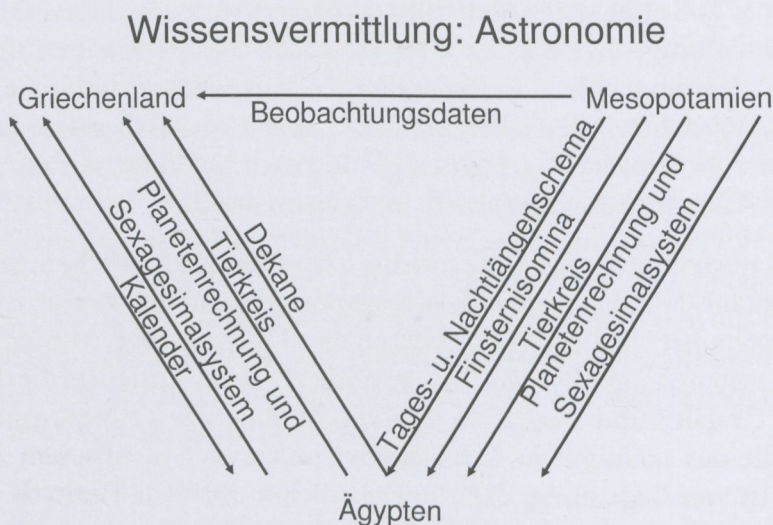 Wissensvermittlung: Astronomie
Griechenland
Mesopotamien
Beobachtungsdaten
Kalender
Planetenrechnung und
Sexagesimalsystem
Tierkreis
Dekane
Tages- u. Nachtlängenschema
Finsternisomina
Tierkreis
Planetenrechnung und
Sexagesimalsystem
Ägypten